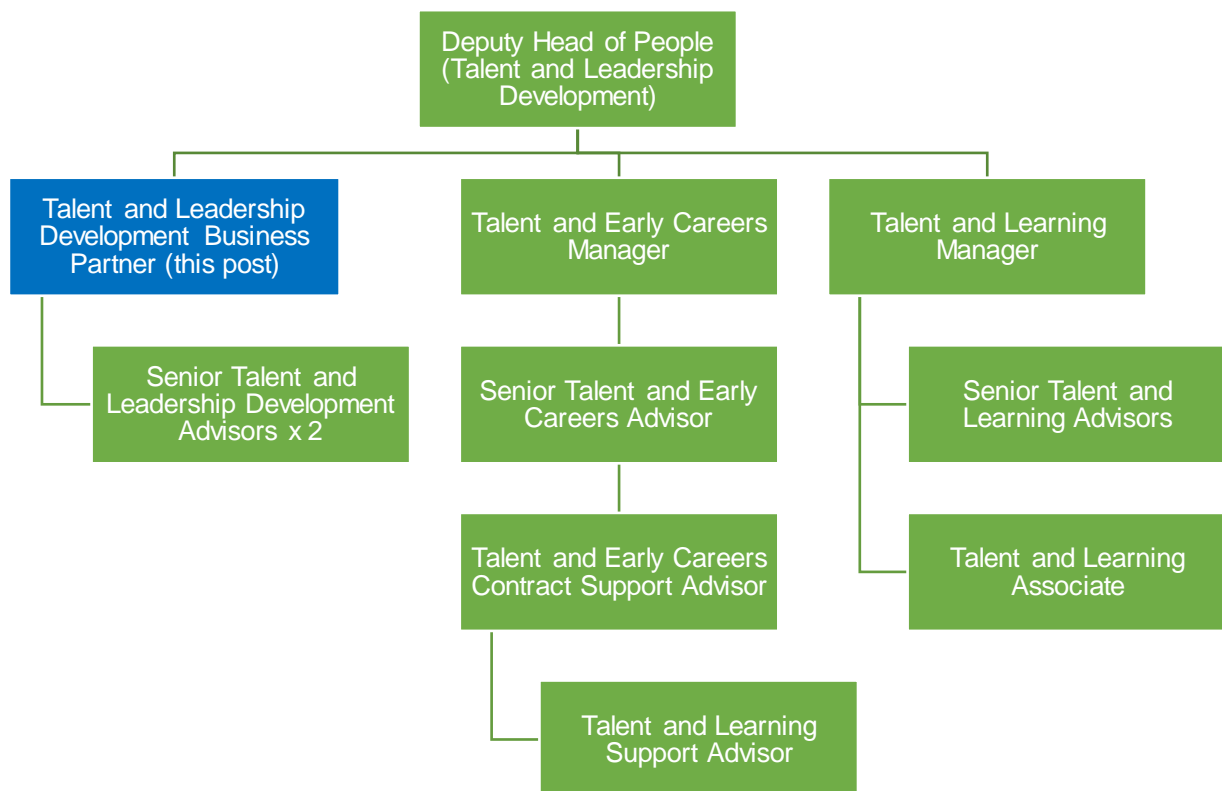 Deputy Head of People
(Talent and Leadership
Development)
Talent and Leadership
Development Business
Partner (this post)
Talent and Early Careers
Manager
Talent and Learning
Manager
Senior Talent and
Leadership Development
Advisors x 2
Senior Talent and Early
Careers Advisor
Senior Talent and
Learning Advisors
Talent and Early Careers
Contract Support Advisor
Talent and Learning
Associate
Talent and Learning
Support Advisor